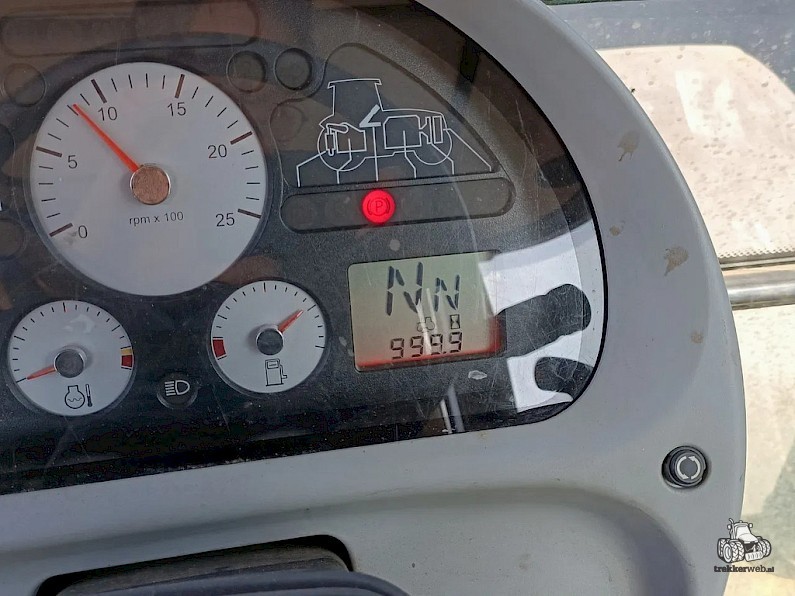 0 5 10 15 20 25
rpm x 100
P
NN
999.9
trekkerweb.nl